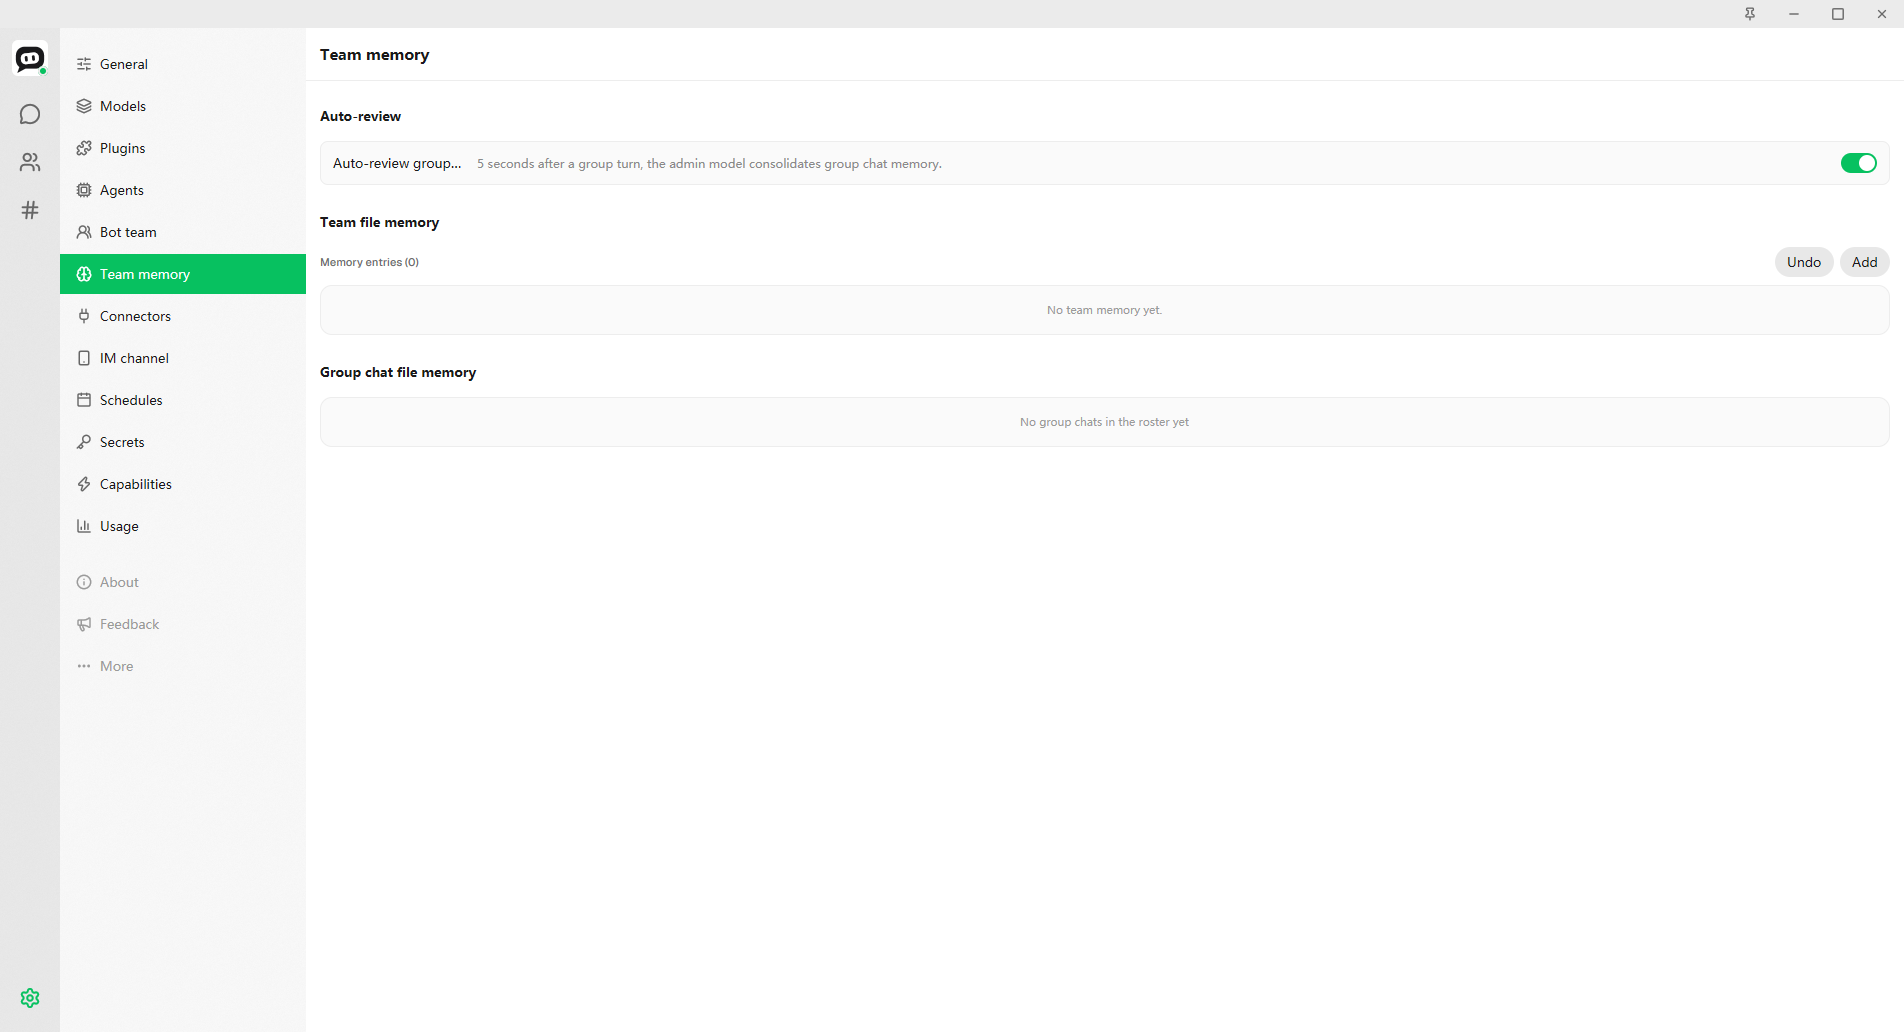 General
Models
Plugins
Agents
Bot team
Team memory
Connectors
IM channel
Schedules
Secrets
Capabilities
Usage
About
Feedback
More
Team memory
Auto-review
Auto-review group... 5 seconds after a group turn, the admin model consolidates group chat memory.
Team file memory
Memory entries (0) Undo Add
No team memory yet.
Group chat file memory
No group chats in the roster yet